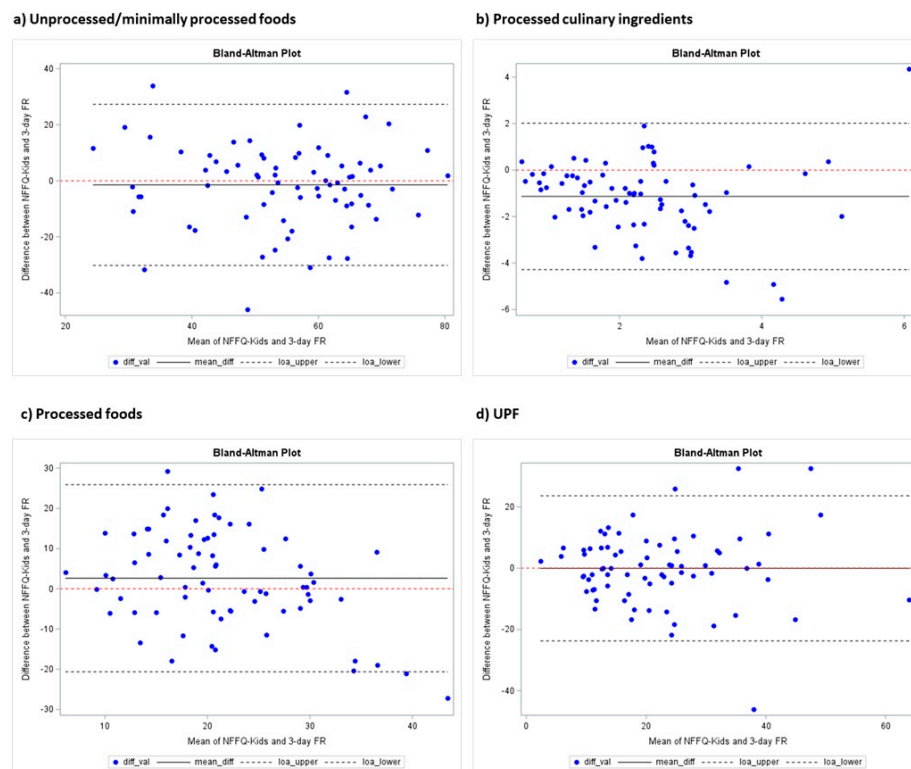 a) Unprocessed/minimally processed foods
Bland-Altman Plot
Difference between NFFQ-Kids and 3-day FR
40
20
0
-20
-40
20
40
60
80
Mean of NFFQ-Kids and 3-day FR
diff_val mean_diff loa_upper loa_lower
b) Processed culinary ingredients
Bland-Altman Plot
Difference between NFFQ-Kids and 3-day FR
4
2
0
-2
-4
-6
2
4
6
Mean of NFFQ-Kids and 3-day FR
diff_val mean_diff loa_upper loa_lower
c) Processed foods
Bland-Altman Plot
Difference between NFFQ-Kids and 3-day FR
30
20
10
0
-10
-20
-30
10
20
30
40
Mean of NFFQ-Kids and 3-day FR
diff_val mean_diff loa_upper loa_lower
d) UPF
Bland-Altman Plot
Difference between NFFQ-Kids and 3-day FR
20
0
-20
-40
0
20
40
60
Mean of NFFQ-Kids and 3-day FR
diff_val mean_diff loa_upper loa_lower